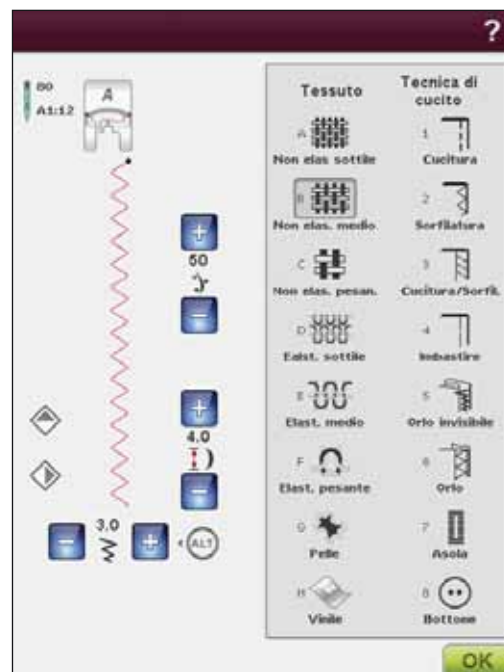 ?
80
A1:12
A
50
4.0
3.0
ALT
Tessuto
Tecnica di
cucito
A
Non elas sottile
1
Cucitura
B
Non elas. medio
2
Sorfilatura
C
Non elas. pesan.
3
Cucitura/Sorfil.
D
Ealst. sottile
4
Imbastire
E
Elast. medio
5
Orlo invisibile
F
Elast. pesante
6
Orlo
G
Pelle
7
Asola
H
Vinile
8
Bottone
OK